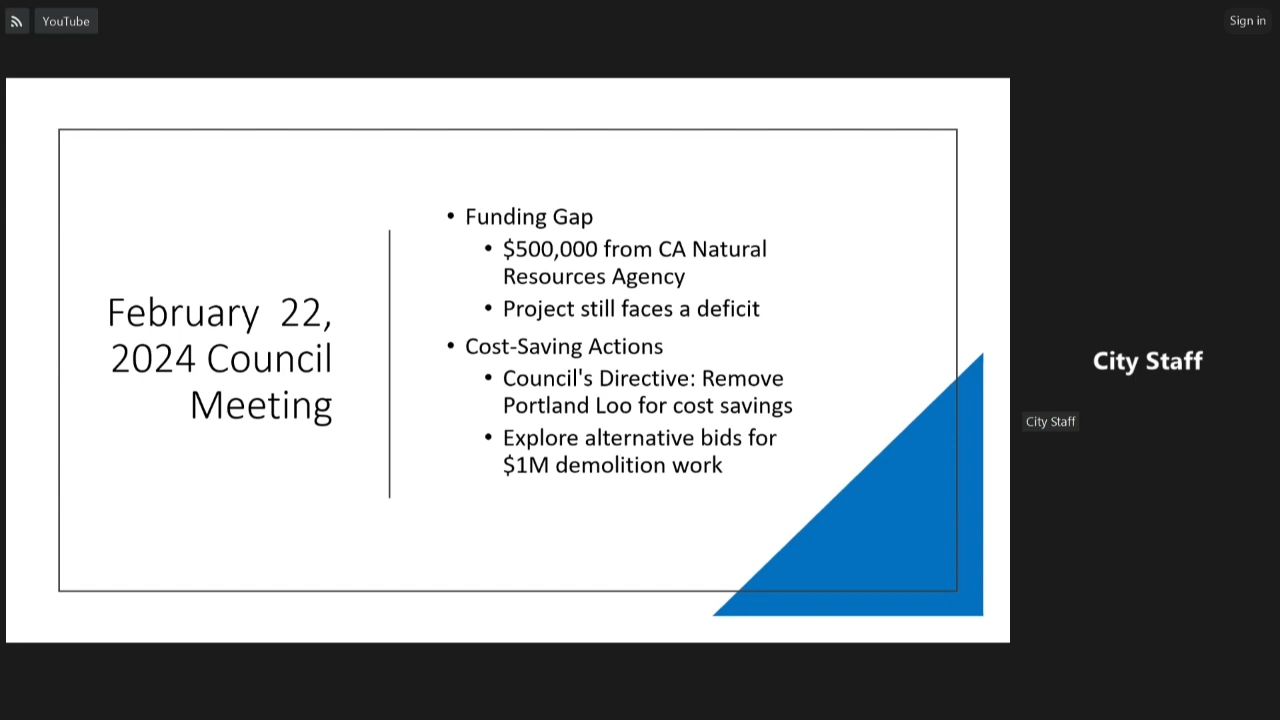 YouTube
Sign in
February 22,
2024 Council
Meeting
• Funding Gap
• $500,000 from CA Natural
Resources Agency
• Project still faces a deficit
• Cost-Saving Actions
• Council's Directive: Remove
Portland Loo for cost savings
• Explore alternative bids for
$1M demolition work
City Staff
City Staff